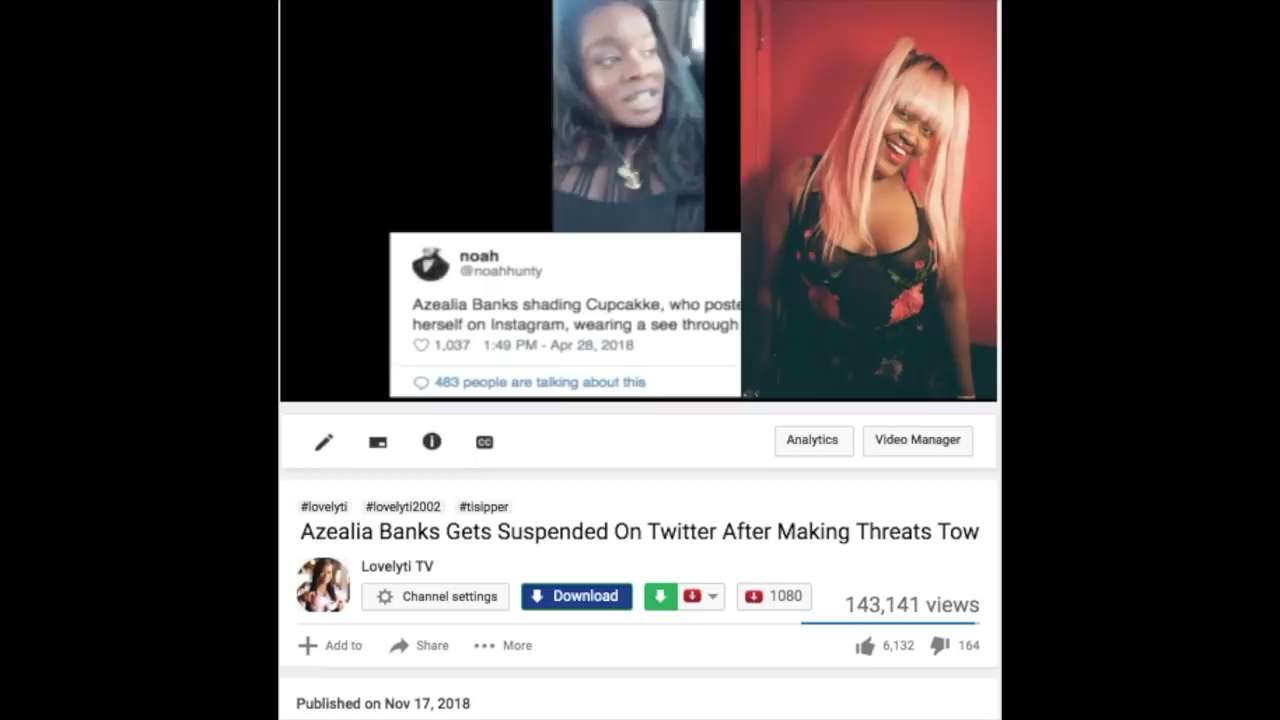 noah
@noahhunty
Azealia Banks shading Cupcakke, who poste
herself on Instagram, wearing a see through
1,037 1:49 PM - Apr 28, 2018
483 people are talking about this
CC
Analytics
Video Manager
#lovelyti #lovelyti2002 #tisipper
Azealia Banks Gets Suspended On Twitter After Making Threats Tow
Lovelyti TV
Channel settings
Download
1080
143,141 views
Add to
Share
More
6,132
164
Published on Nov 17, 2018